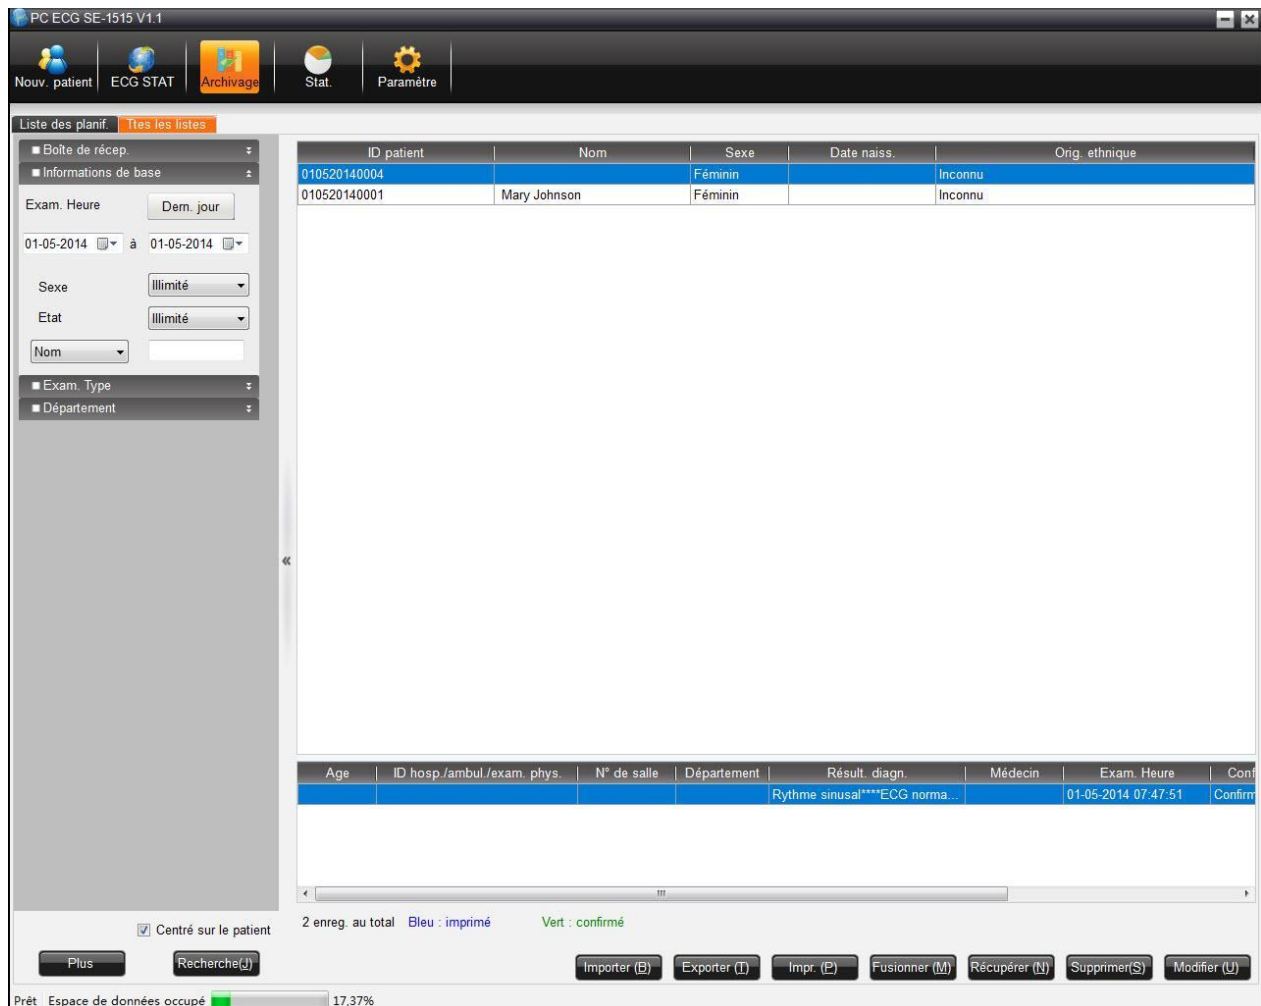 PC ECG SE-1515 V1.1
Nouv. patient ECG STAT Archivage Stat. Paramètre
Liste des planif. Ttes les listes
Boîte de récep.
Informations de base
Exam. Heure Dern. jour
01-05-2014 à 01-05-2014
Sexe Illimité
Etat Illimité
Nom
Exam. Type
Département
ID patient Nom Sexe Date naiss. Orig. ethnique
010520140004 Féminin Inconnu
010520140001 Mary Johnson Féminin Inconnu
«
Age ID hosp./ambul./exam. phys. N° de salle Département Résult. diagn. Médecin Exam. Heure Conf
Rythme sinusal****ECG norma... 01-05-2014 07:47:51 Confirm
2 enreg. au total Bleu : imprimé Vert : confirmé
Centré sur le patient
Plus Recherche(J)
Importer (B) Exporter (T) Impr. (P) Fusionner (M) Récupérer (N) Supprimer(S) Modifier (U)
Prêt Espace de données occupé 17,37%